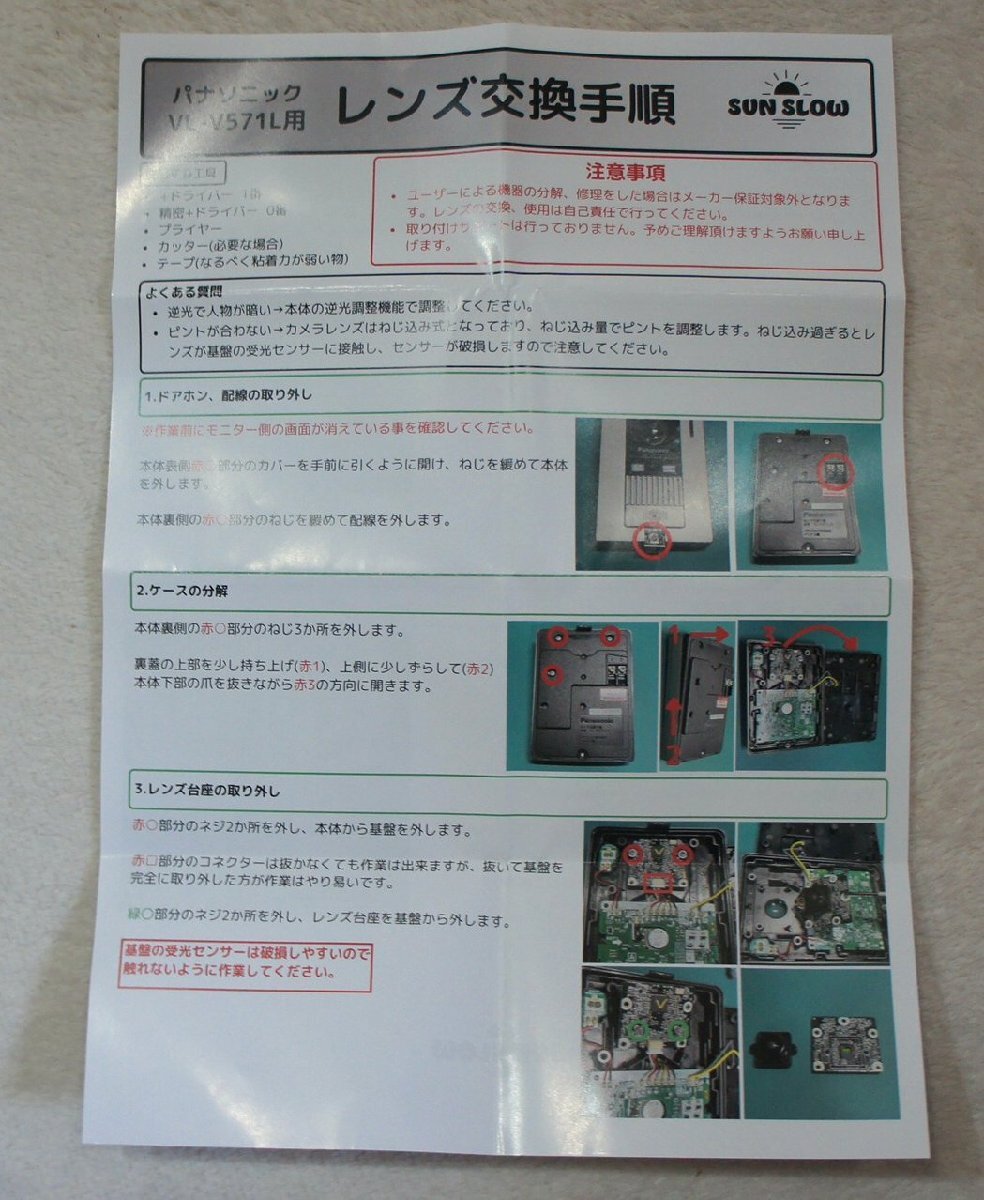 パナソニック
VL-V571L用
レンズ交換手順
SUN SLOW
工具
+ドライバー 1番
精密+ドライバー 0番
・ プライヤー
・ カッター(必要な場合)
・ テープ(なるべく粘着力が弱い物)
注意事項
・ ユーザーによる機器の分解、修理をした場合はメーカー保証対象外となりま
す。レンズの交換、使用は自己責任で行ってください。
・ 取り付けサポートは行っておりません。予めご理解頂けますようお願い申し上
げます。
よくある質問
・ 逆光で人物が暗い→本体の逆光調整機能で調整してください。
・ ピントが合わない→カメラレンズはねじ込み式となっており、ねじ込み量でピントを調整します。ねじ込み過ぎるとレ
ンズが基盤の受光センサーに接触し、センサーが破損しますので注意してください。
1.ドアホン、配線の取り外し
※作業前にモニター側の画面が消えている事を確認してください。
本体裏側赤○部分のカバーを手前に引くように開け、ねじを緩めて本体
を外します。
本体裏側の赤○部分のねじを緩めて配線を外します。
Panasonic
Panasonic
2.ケースの分解
本体裏側の赤○部分のねじ3か所を外します。
裏蓋の上部を少し持ち上げ(赤1)、上側に少しずらして(赤2)
本体下部の爪を抜きながら赤3の方向に開きます。
Panasonic
1
2
3
3.レンズ台座の取り外し
赤○部分のネジ2か所を外し、本体から基盤を外します。
赤□部分のコネクターは抜かなくても作業は出来ますが、抜いて基盤を
完全に取り外した方が作業はやり易いです。
緑○部分のネジ2か所を外し、レンズ台座を基盤から外します。
基盤の受光センサーは破損しやすいので
触れないように作業してください。